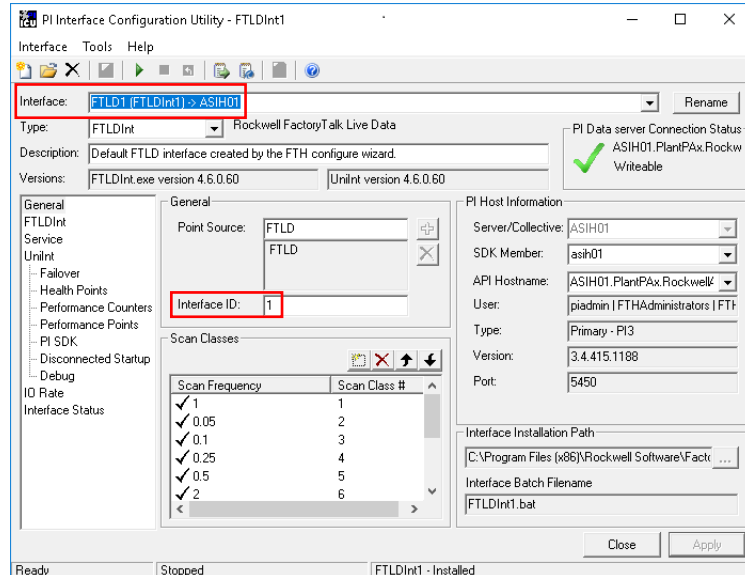 PI Interface Configuration Utility - FTLDInt1
Interface Tools Help
Interface: FTLD1 (FTLDInt1) -> ASIH01 Rename
Type: FTLDInt Rockwell FactoryTalk Live Data
Description: Default FTLD interface created by the FTH configure wizard.
Versions: FTLDInt.exe version 4.6.0.60 UniInt version 4.6.0.60
PI Data server Connection Status
ASIH01.PlantPAx.Rockw
Writeable
General
FTLDInt
Service
UniInt
Failover
Health Points
Performance Counters
Performance Points
PI SDK
Disconnected Startup
Debug
IO Rate
Interface Status
General
Point Source: FTLD
FTLD
Interface ID: 1
Scan Classes
Scan Frequency Scan Class #
1 1
0.05 2
0.1 3
0.25 4
0.5 5
2 6
PI Host Information
Server/Collective: ASIH01
SDK Member: asih01
API Hostname: ASIH01.PlantPAx.Rockwell
User: piadmin | FTHAdministrators | FTH
Type: Primary - PI3
Version: 3.4.415.1188
Port: 5450
Interface Installation Path
C:\Program Files (x86)\Rockwell Software\Facto ...
Interface Batch Filename
FTLDInt1.bat
Close Apply
Ready Stopped FTLDInt1 - Installed